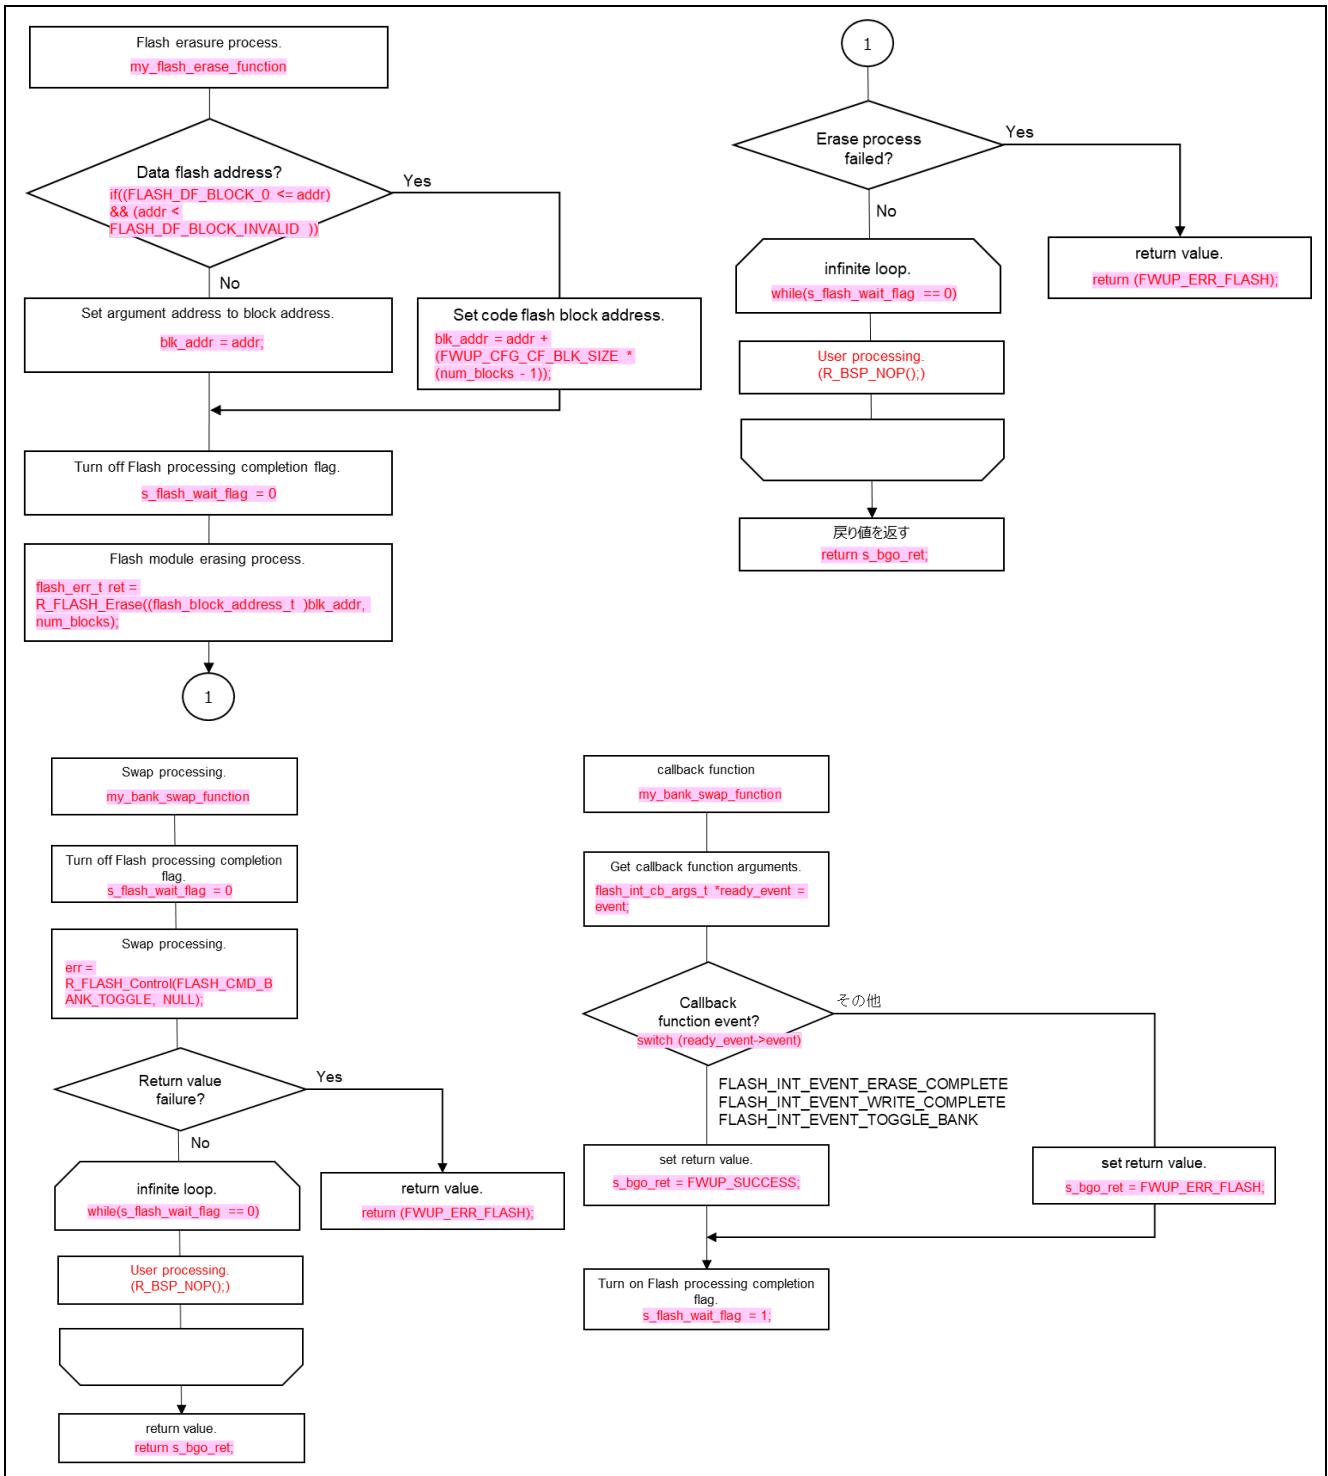 Flash erasure process.
my_flash_erase_function
Data flash address?
if((FLASH_DF_BLOCK_0 <= addr)
&& (addr <
FLASH_DF_BLOCK_INVALID ))
Yes
No
Set argument address to block address.
blk_addr = addr;
Set code flash block address.
blk_addr = addr +
(FWUP_CFG_CF_BLK_SIZE *
(num_blocks - 1));
Turn off Flash processing completion flag.
s_flash_wait_flag = 0
Flash module erasing process.
flash_err_t ret =
R_FLASH_Erase((flash_block_address_t )blk_addr,
num_blocks);
1
1
Erase process
failed?
Yes
No
return value.
return (FWUP_ERR_FLASH);
infinite loop.
while(s_flash_wait_flag == 0)
User processing.
(R_BSP_NOP();)
戻り値を返す
return s_bgo_ret;
Swap processing.
my_bank_swap_function
Turn off Flash processing completion
flag.
s_flash_wait_flag = 0
Swap processing.
err =
R_FLASH_Control(FLASH_CMD_B
ANK_TOGGLE, NULL);
Return value
failure?
Yes
No
return value.
return (FWUP_ERR_FLASH);
infinite loop.
while(s_flash_wait_flag == 0)
User processing.
(R_BSP_NOP();)
return value.
return s_bgo_ret;
callback function
my_bank_swap_function
Get callback function arguments.
flash_int_cb_args_t *ready_event =
event;
Callback
function event?
switch (ready_event->event)
その他
FLASH_INT_EVENT_ERASE_COMPLETE
FLASH_INT_EVENT_WRITE_COMPLETE
FLASH_INT_EVENT_TOGGLE_BANK
set return value.
s_bgo_ret = FWUP_SUCCESS;
set return value.
s_bgo_ret = FWUP_ERR_FLASH;
Turn on Flash processing completion
flag.
s_flash_wait_flag = 1;